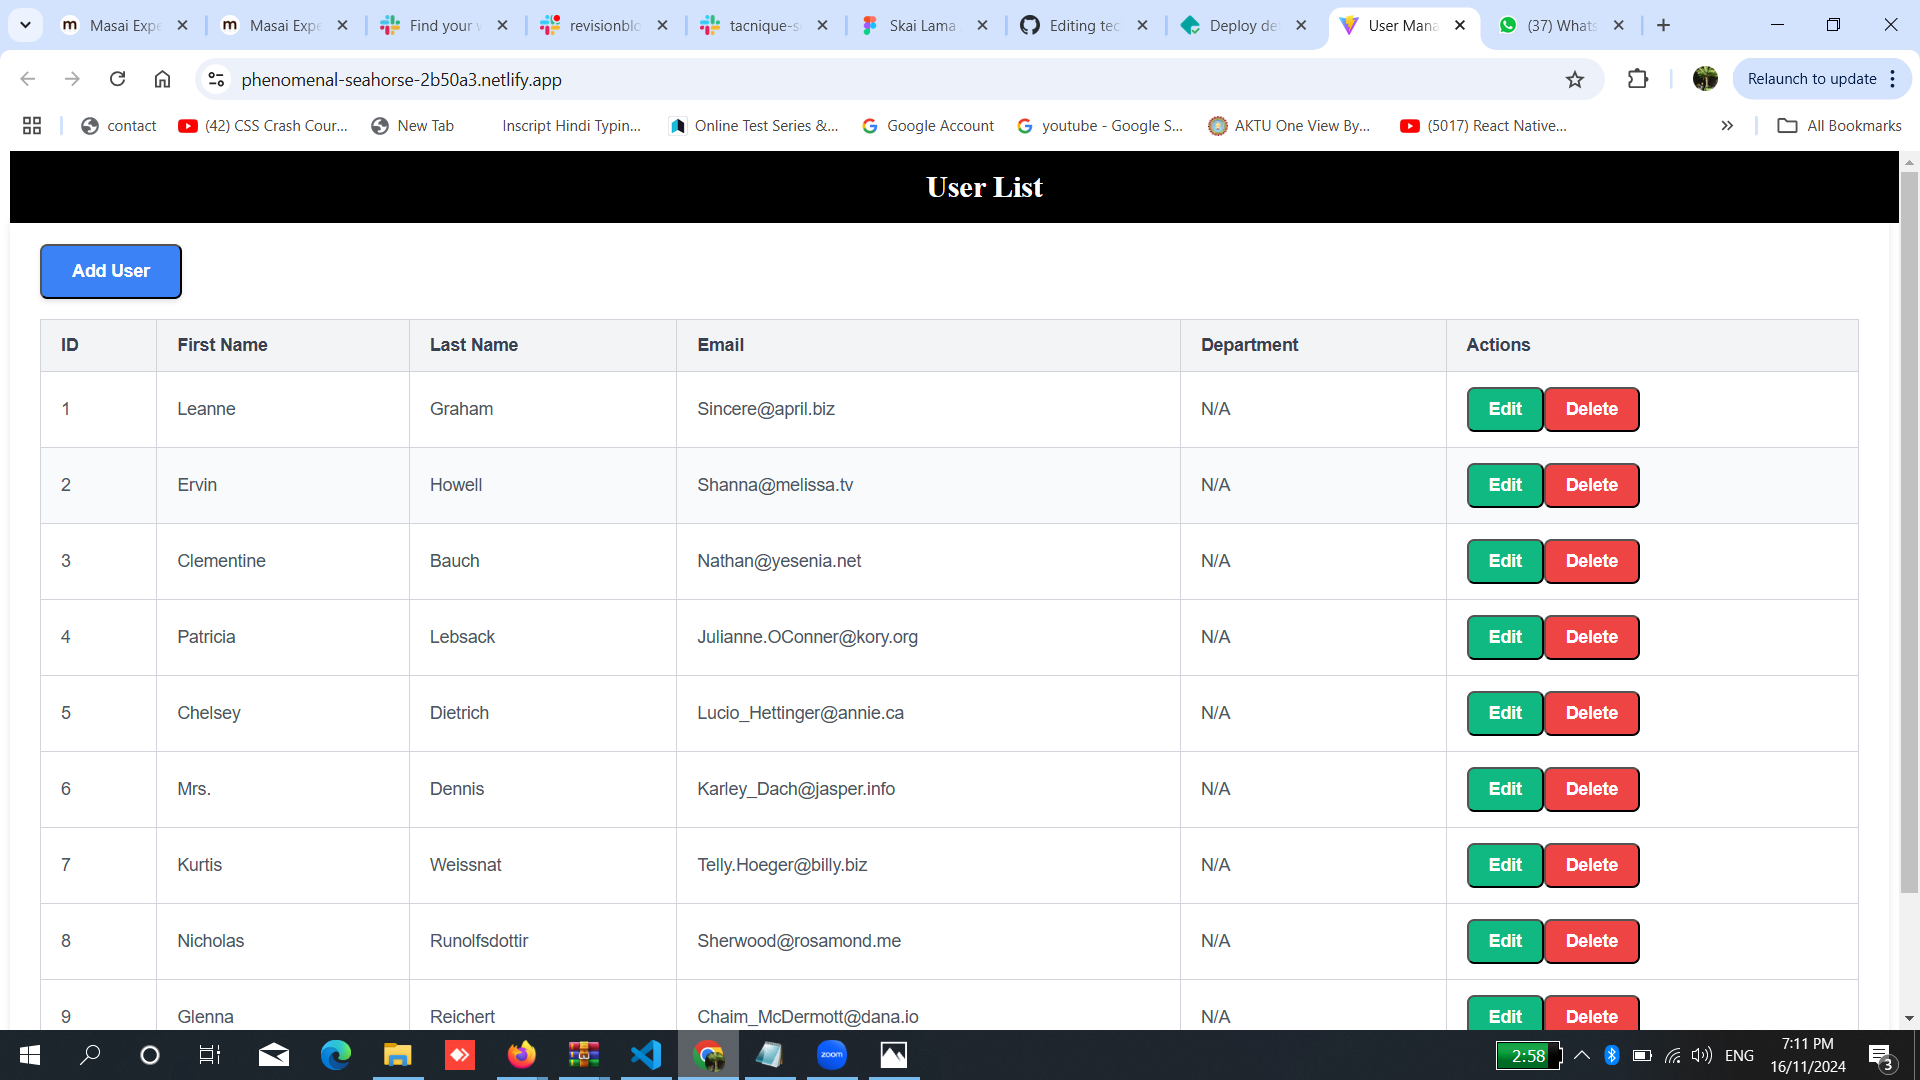 Masai Expe
Masai Expe
Find your w
revisionblo
tacnique-s
Skai Lama
Editing tec
Deploy det
User Mana
(37) Whats
phenomenal-seahorse-2b50a3.netlify.app
Relaunch to update
contact
(42) CSS Crash Cour...
New Tab
Inscript Hindi Typin...
Online Test Series &...
Google Account
youtube - Google S...
AKTU One View By...
(5017) React Native...
All Bookmarks
User List
Add User
ID First Name Last Name Email Department Actions
1 Leanne Graham Sincere@april.biz N/A Edit Delete
2 Ervin Howell Shanna@melissa.tv N/A Edit Delete
3 Clementine Bauch Nathan@yesenia.net N/A Edit Delete
4 Patricia Lebsack Julianne.OConner@kory.org N/A Edit Delete
5 Chelsey Dietrich Lucio_Hettinger@annie.ca N/A Edit Delete
6 Mrs. Dennis Karley_Dach@jasper.info N/A Edit Delete
7 Kurtis Weissnat Telly.Hoeger@billy.biz N/A Edit Delete
8 Nicholas Runolfsdottir Sherwood@rosamond.me N/A Edit Delete
9 Glenna Reichert Chaim_McDermott@dana.io N/A Edit Delete
zoom
2:58
ENG
7:11 PM
16/11/2024
3